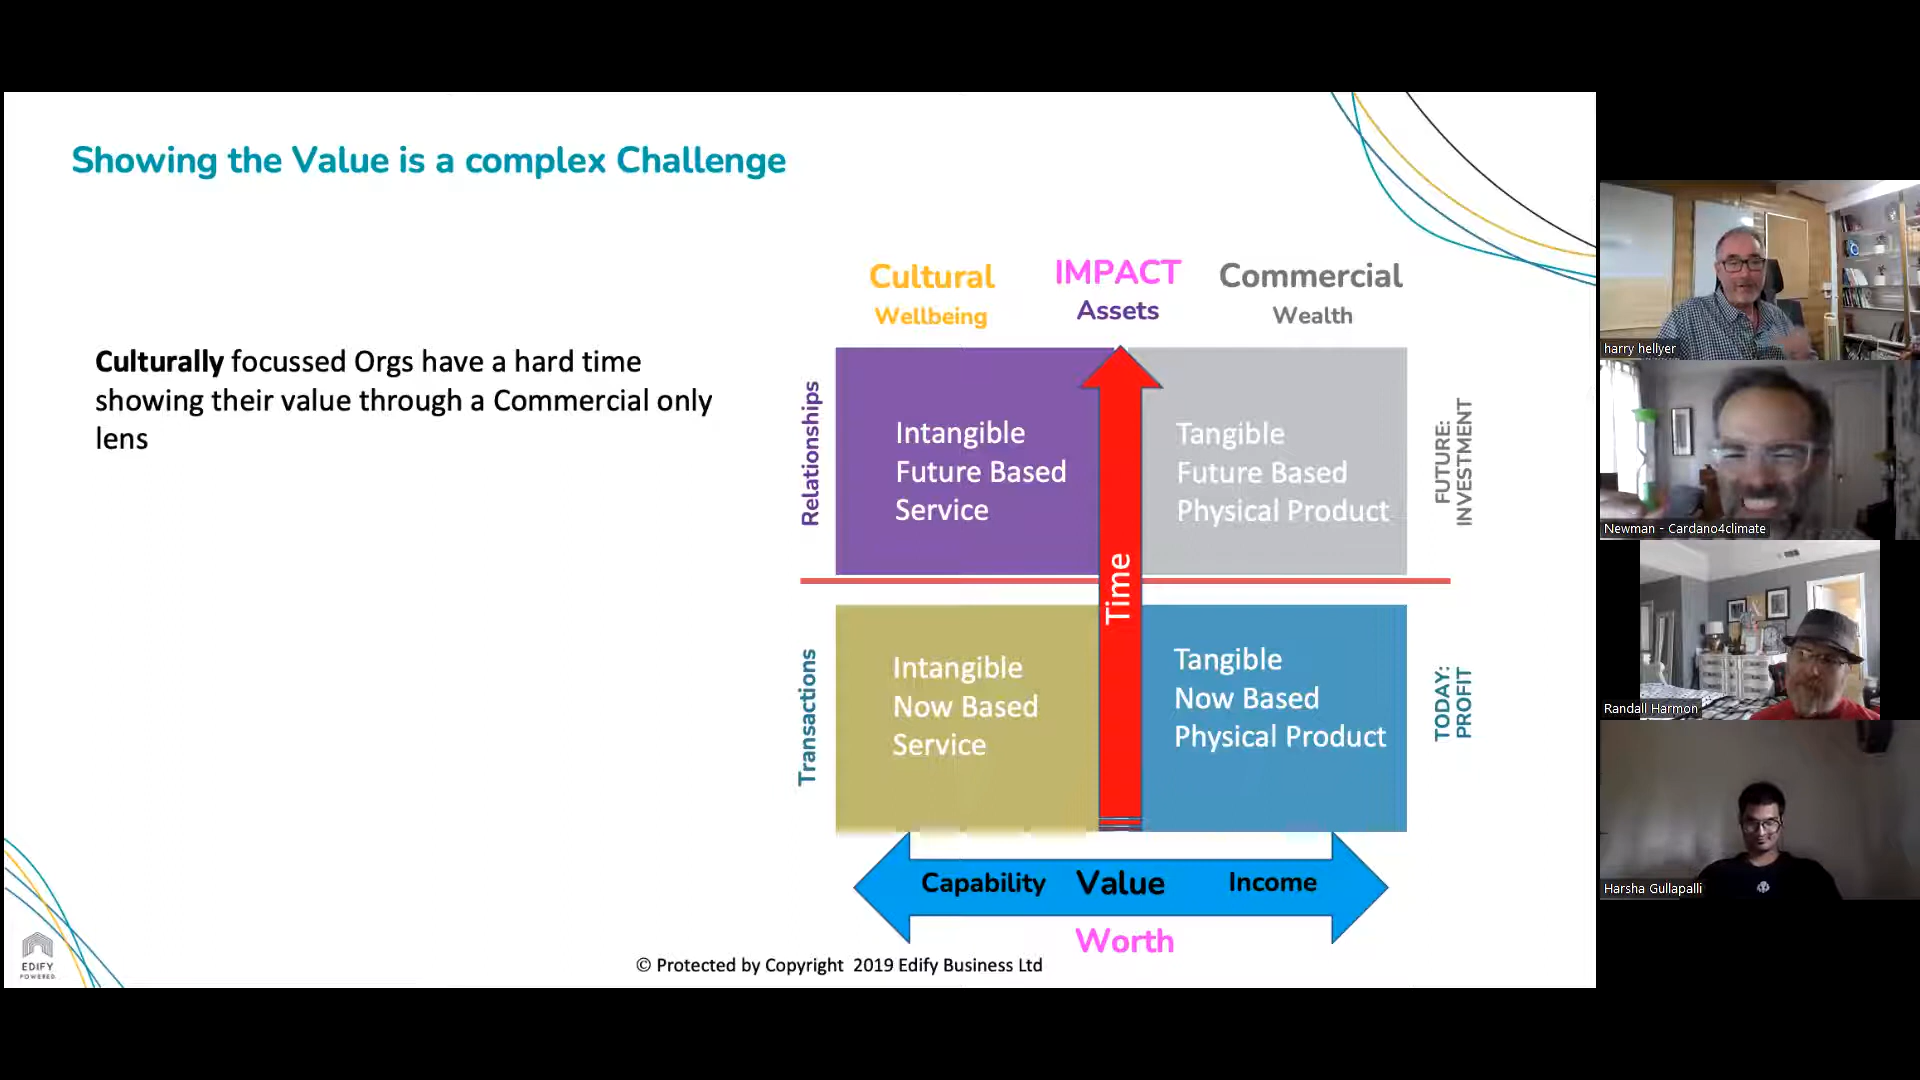 Showing the Value is a complex Challenge
Culturally focussed Orgs have a hard time
showing their value through a Commercial only
lens
Cultural
Wellbeing
IMPACT
Assets
Commercial
Wealth
Relationships
Intangible
Future Based
Service
Tangible
Future Based
Physical Product
FUTURE:
INVESTMENT
Time
Transactions
Intangible
Now Based
Service
Tangible
Now Based
Physical Product
TODAY:
PROFIT
Capability
Value
Income
Worth
© Protected by Copyright 2019 Edify Business Ltd
EDIFY
POWERED
harry hellyer
Newman - Cardano4climate
Randall Harmon
Harsha Gullapalli